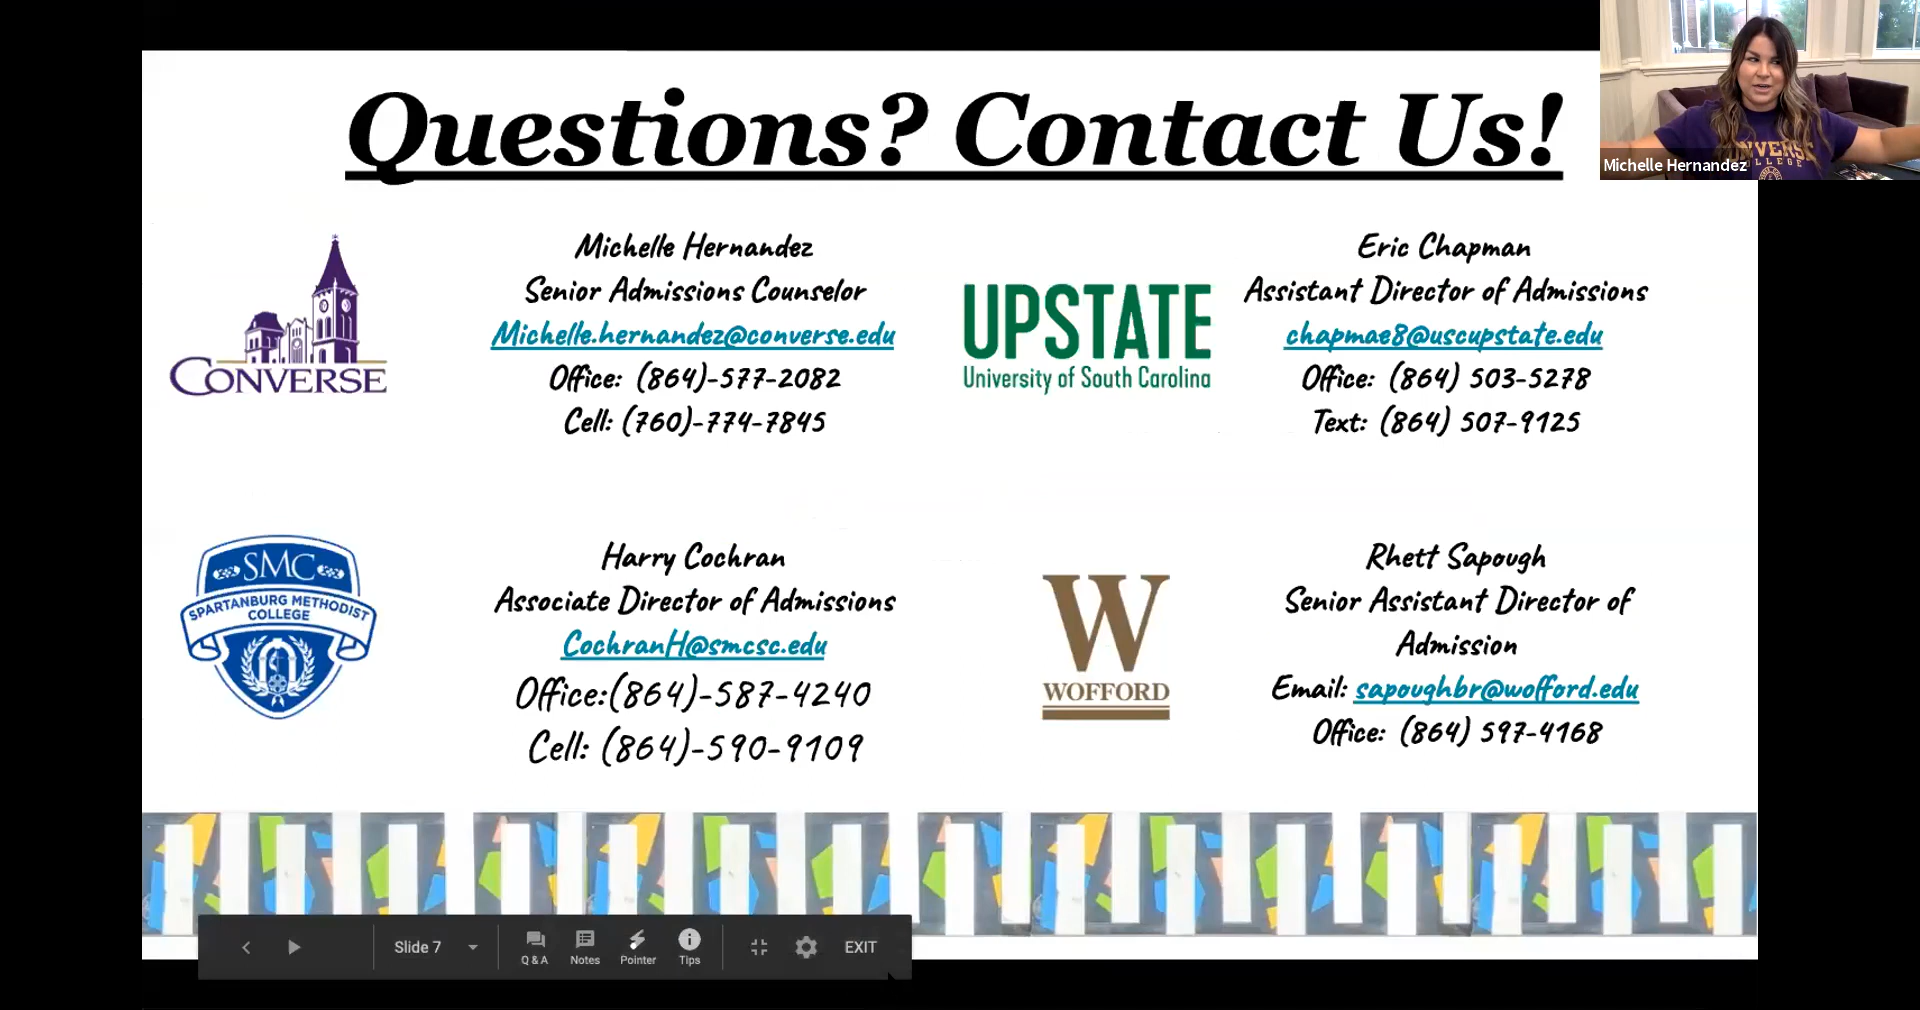 Questions? Contact Us!
Michelle Hernandez
CONVERSE
Michelle Hernandez
Senior Admissions Counselor
Michelle.hernandez@converse.edu
Office: (864)-577-2082
Cell: (760)-774-7845
UPSTATE
University of South Carolina
Eric Chapman
Assistant Director of Admissions
chapmae8@uscupstate.edu
Office: (864) 503-5278
Text: (864) 507-9125
SMC
SPARTANBURG METHODIST
COLLEGE
Harry Cochran
Associate Director of Admissions
CochranH@smcsc.edu
Office:(864)-587-4240
Cell: (864)-590-9109
W
WOFFORD
Rhett Sapough
Senior Assistant Director of
Admission
Email: sapoughbr@wofford.edu
Office: (864) 597-4168
Slide 7
Q & A
Notes
Pointer
Tips
EXIT